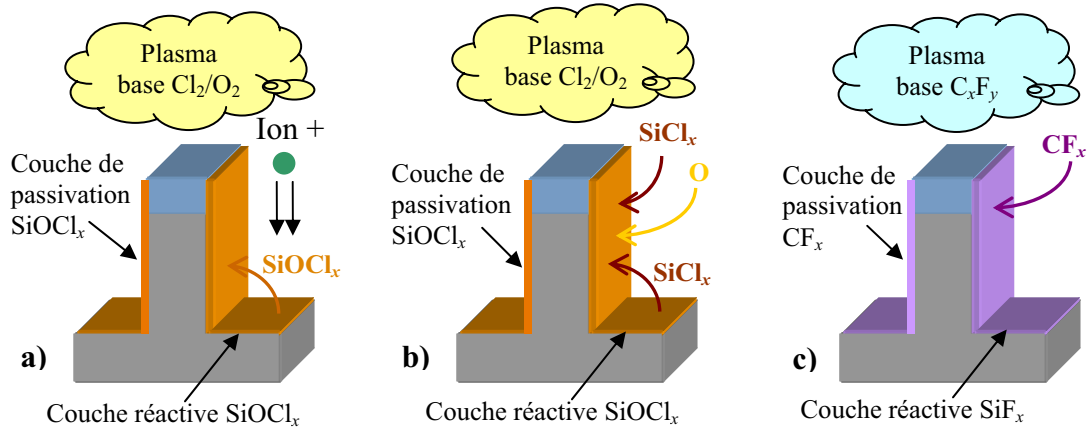 Plasma
base Cl₂/O₂
Ion +
Couche de
passivation
SiOClₓ
SiOClₓ
a)
Couche réactive SiOClₓ
Plasma
base Cl₂/O₂
SiClₓ
O
Couche de
passivation
SiOClₓ
SiClₓ
b)
Couche réactive SiOClₓ
Plasma
base CₓFᵧ
CFₓ
Couche de
passivation
CFₓ
c)
Couche réactive SiFₓ